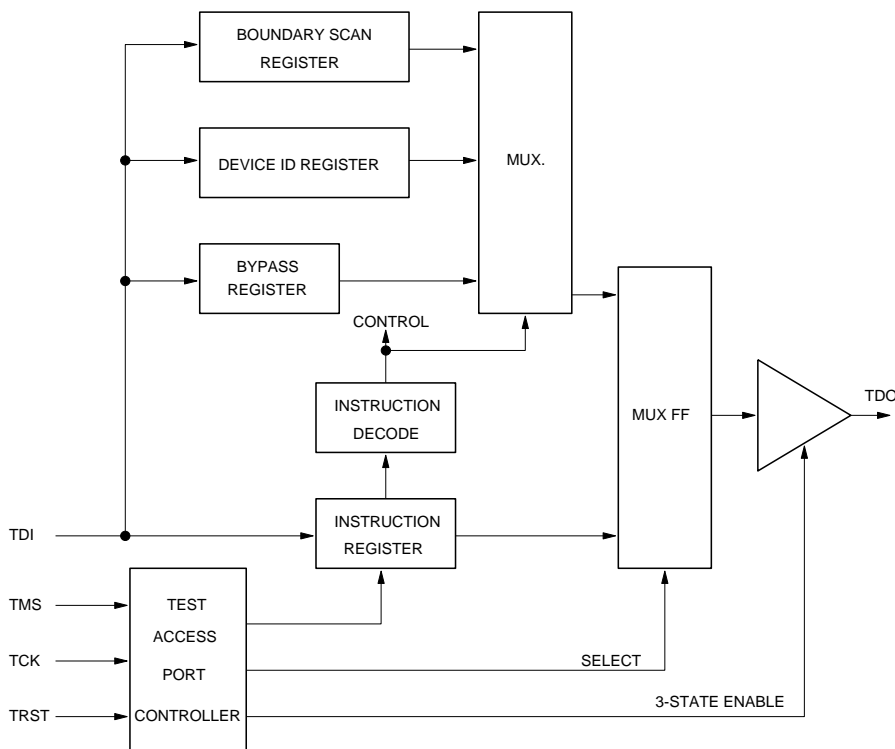 BOUNDARY SCAN
REGISTER
DEVICE ID REGISTER
MUX.
BYPASS
REGISTER
CONTROL
INSTRUCTION
DECODE
MUX FF
TDO
TDI
INSTRUCTION
REGISTER
TMS
TEST
ACCESS
TCK
PORT
SELECT
TRST
CONTROLLER
3-STATE ENABLE